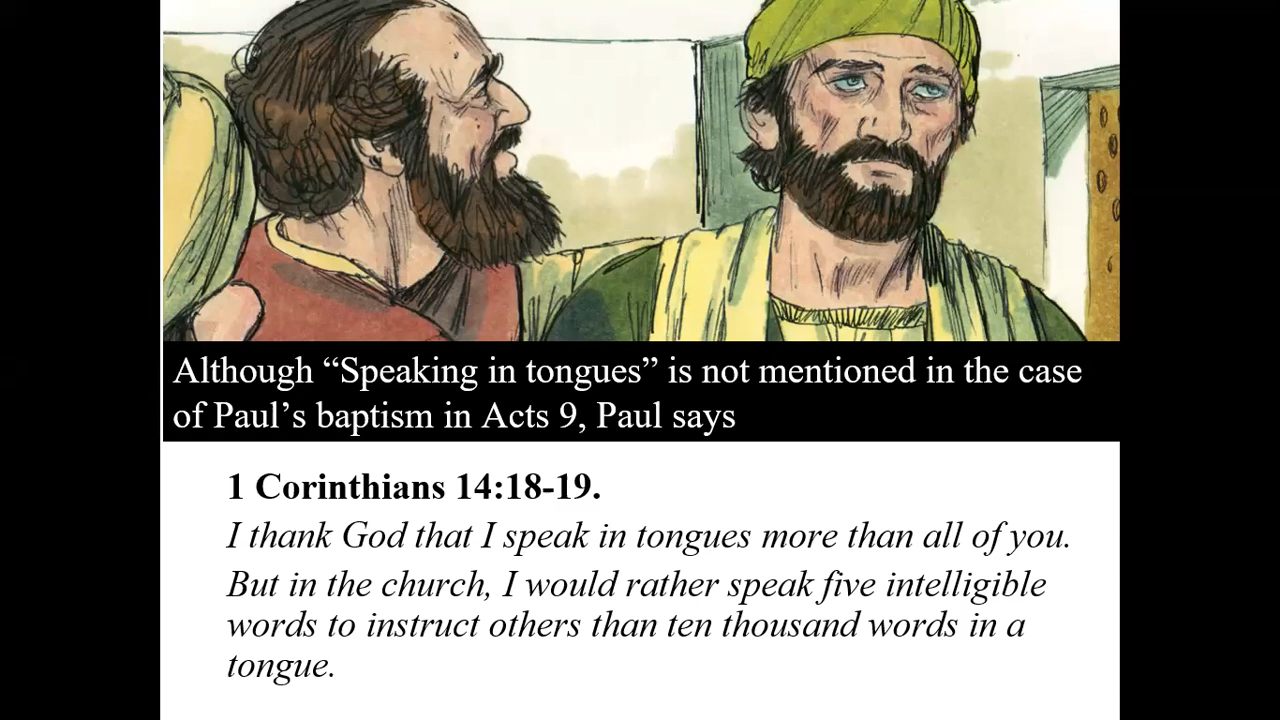 Although “Speaking in tongues” is not mentioned in the case
of Paul’s baptism in Acts 9, Paul says
1 Corinthians 14:18-19.
I thank God that I speak in tongues more than all of you.
But in the church, I would rather speak five intelligible
words to instruct others than ten thousand words in a
tongue.